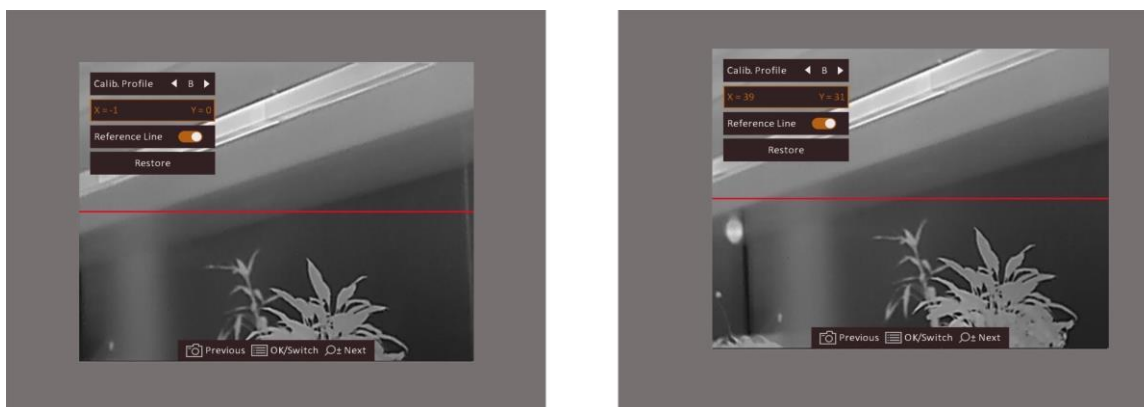 Calib. Profile B
X = -1 Y = 0
Reference Line
Restore
Previous OK/Switch Next
Calib. Profile B
X = 39 Y = 31
Reference Line
Restore
Previous OK/Switch Next